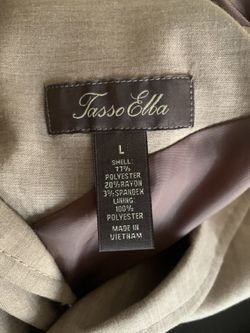 Tasso Elba
L
SHELL:
77%
POLYESTER
20% RAYON
3% SPANDEX
LINING:
100%
POLYESTER
MADE IN
VIETNAM